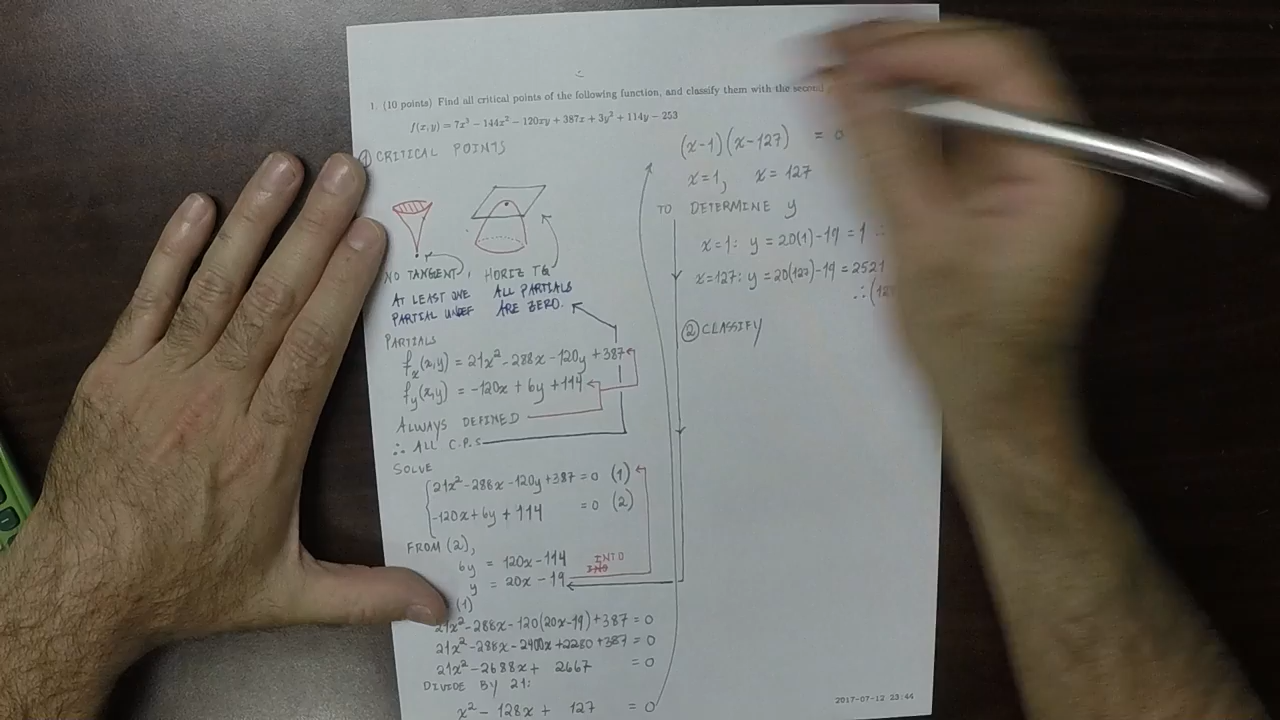 1. (10 points) Find all critical points of the following function, and classify them with the second
f(x, y) = 7x³ − 144x² − 120xy + 387x + 3y² + 114y − 253
① CRITICAL POINTS
NO TANGENT, HORIZ TG
AT LEAST ONE PARTIAL UNDEF
ALL PARTIALS ARE ZERO.
PARTIALS
fx(x,y) = 21x² - 288x - 120y + 387
fy(x,y) = -120x + 6y + 114
ALWAYS DEFINED
∴ ALL C.P.S
SOLVE
21x² - 288x - 120y + 387 = 0 (1)
-120x + 6y + 114 = 0 (2)
FROM (2),
6y = 120x - 114
y = 20x - 19
INTO
(1)
21x² - 288x - 120(20x - 19) + 387 = 0
21x² - 288x - 2400x + 2280 + 387 = 0
21x² - 2688x + 2667 = 0
DIVIDE BY 21:
x² - 128x + 127 = 0
(x-1)(x-127) = 0
x=1, x=127
TO DETERMINE y
x=1: y = 20(1)-19 = 1 ∴
x=127: y = 20(127)-19 = 2521
∴ (12
② CLASSIFY
2017-07-12 23:44